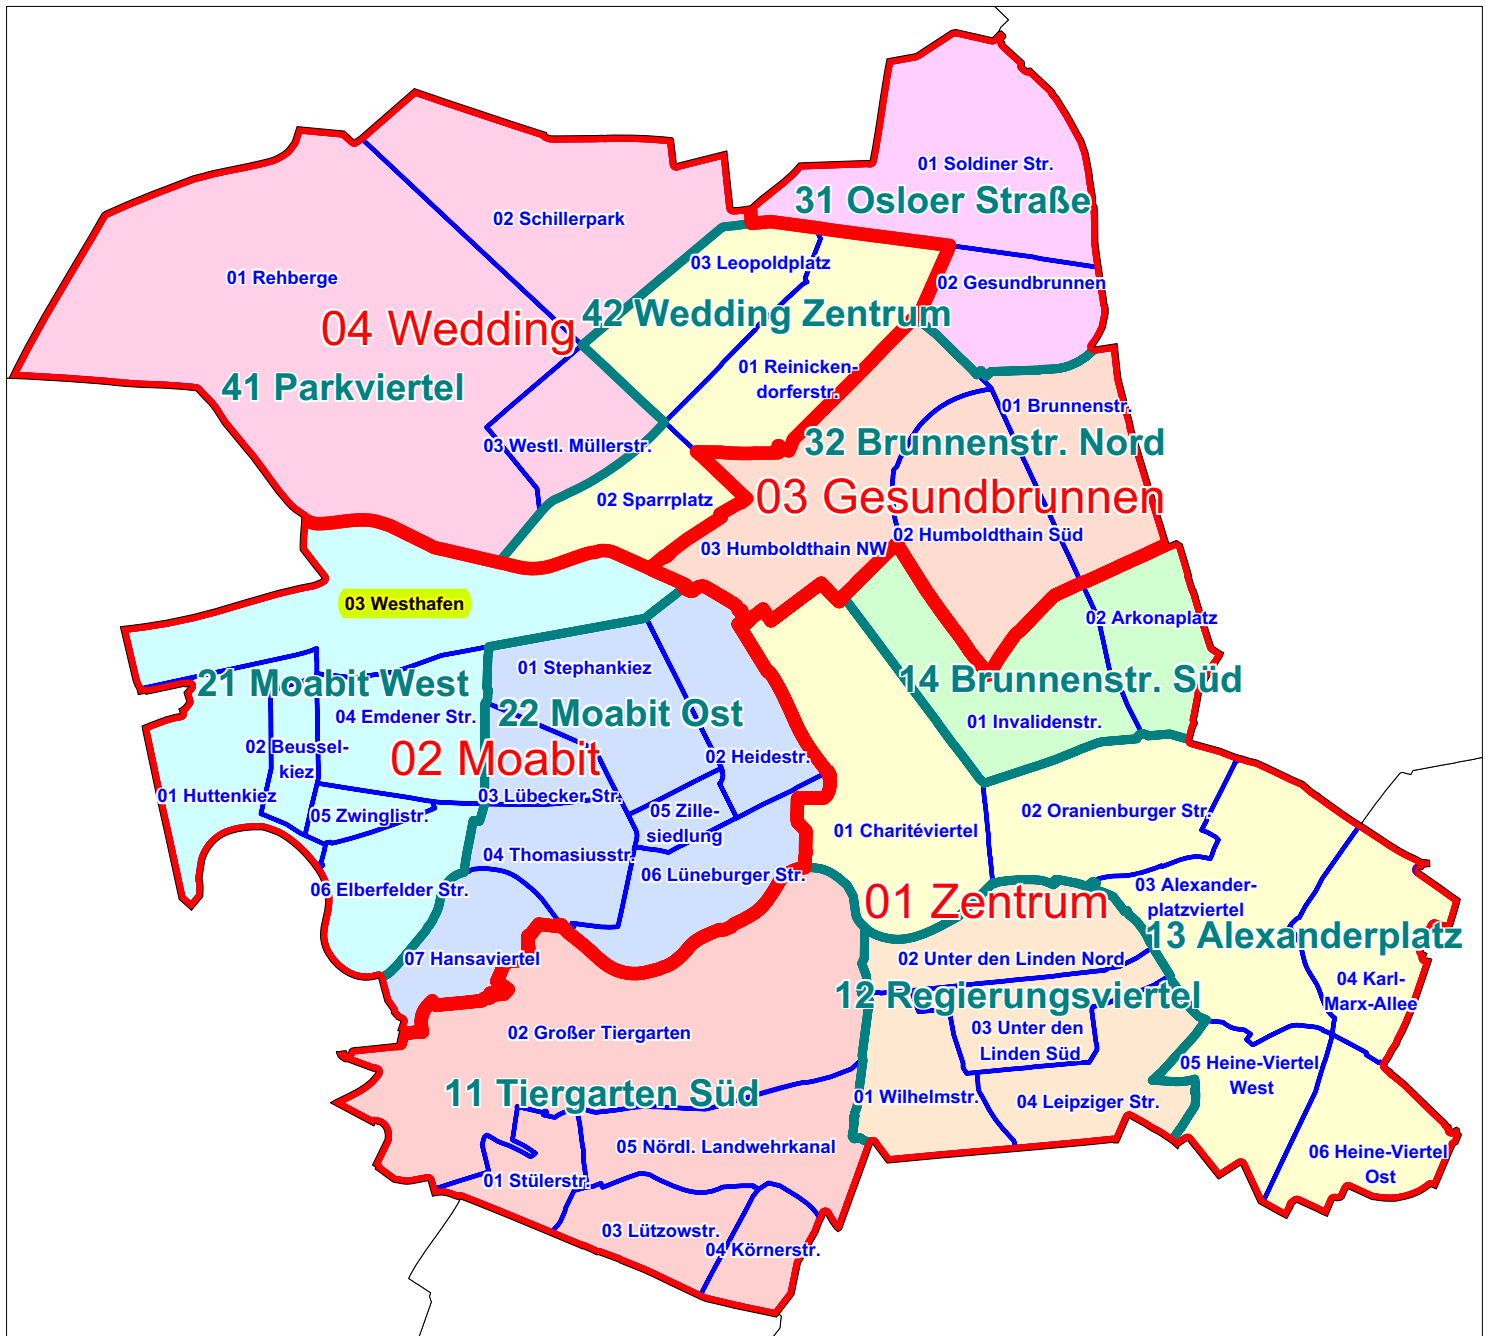 01 Soldiner Str.
31 Osloer Straße
02 Schillerpark
03 Leopoldplatz
01 Rehberge
02 Gesundbrunnen
04 Wedding
42 Wedding Zentrum
01 Reinicken-
dorferstr.
41 Parkviertel
01 Brunnenstr.
03 Westl. Müllerstr.
32 Brunnenstr. Nord
02 Sparrplatz
03 Gesundbrunnen
02 Humboldthain Süd
03 Humboldthain NW
03 Westhafen
02 Arkonaplatz
01 Stephankiez
21 Moabit West
14 Brunnenstr. Süd
04 Emdener Str.
22 Moabit Ost
01 Invalidenstr.
02 Beussel-
kiez
02 Moabit
02 Heidestr.
01 Huttenkiez
03 Lübecker Str.
05 Zwinglistr.
05 Zille-
siedlung
02 Oranienburger Str.
01 Charitéviertel
04 Thomasiusstr.
06 Lüneburger Str.
06 Elberfelder Str.
03 Alexander-
platzviertel
01 Zentrum
13 Alexanderplatz
07 Hansaviertel
02 Unter den Linden Nord
04 Karl-
Marx-Allee
12 Regierungsviertel
02 Großer Tiergarten
03 Unter den
Linden Süd
05 Heine-Viertel
West
11 Tiergarten Süd
01 Wilhelmstr.
04 Leipziger Str.
05 Nördl. Landwehrkanal
06 Heine-Viertel
Ost
01 Stülerstr.
03 Lützowstr.
04 Körnerstr.